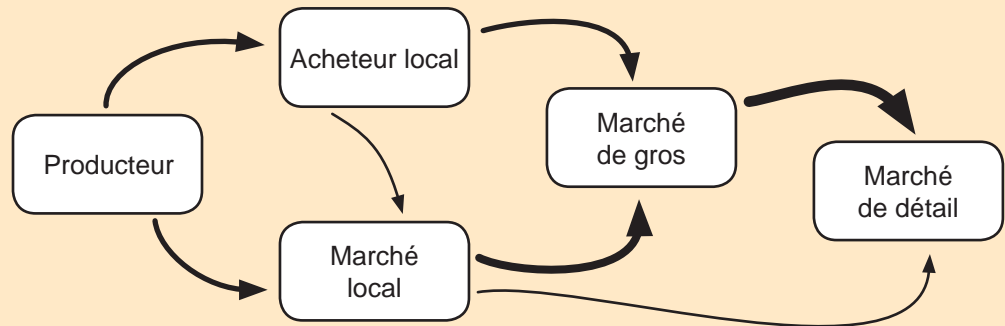 Acheteur local
Producteur
Marché
de gros
Marché
de détail
Marché
local